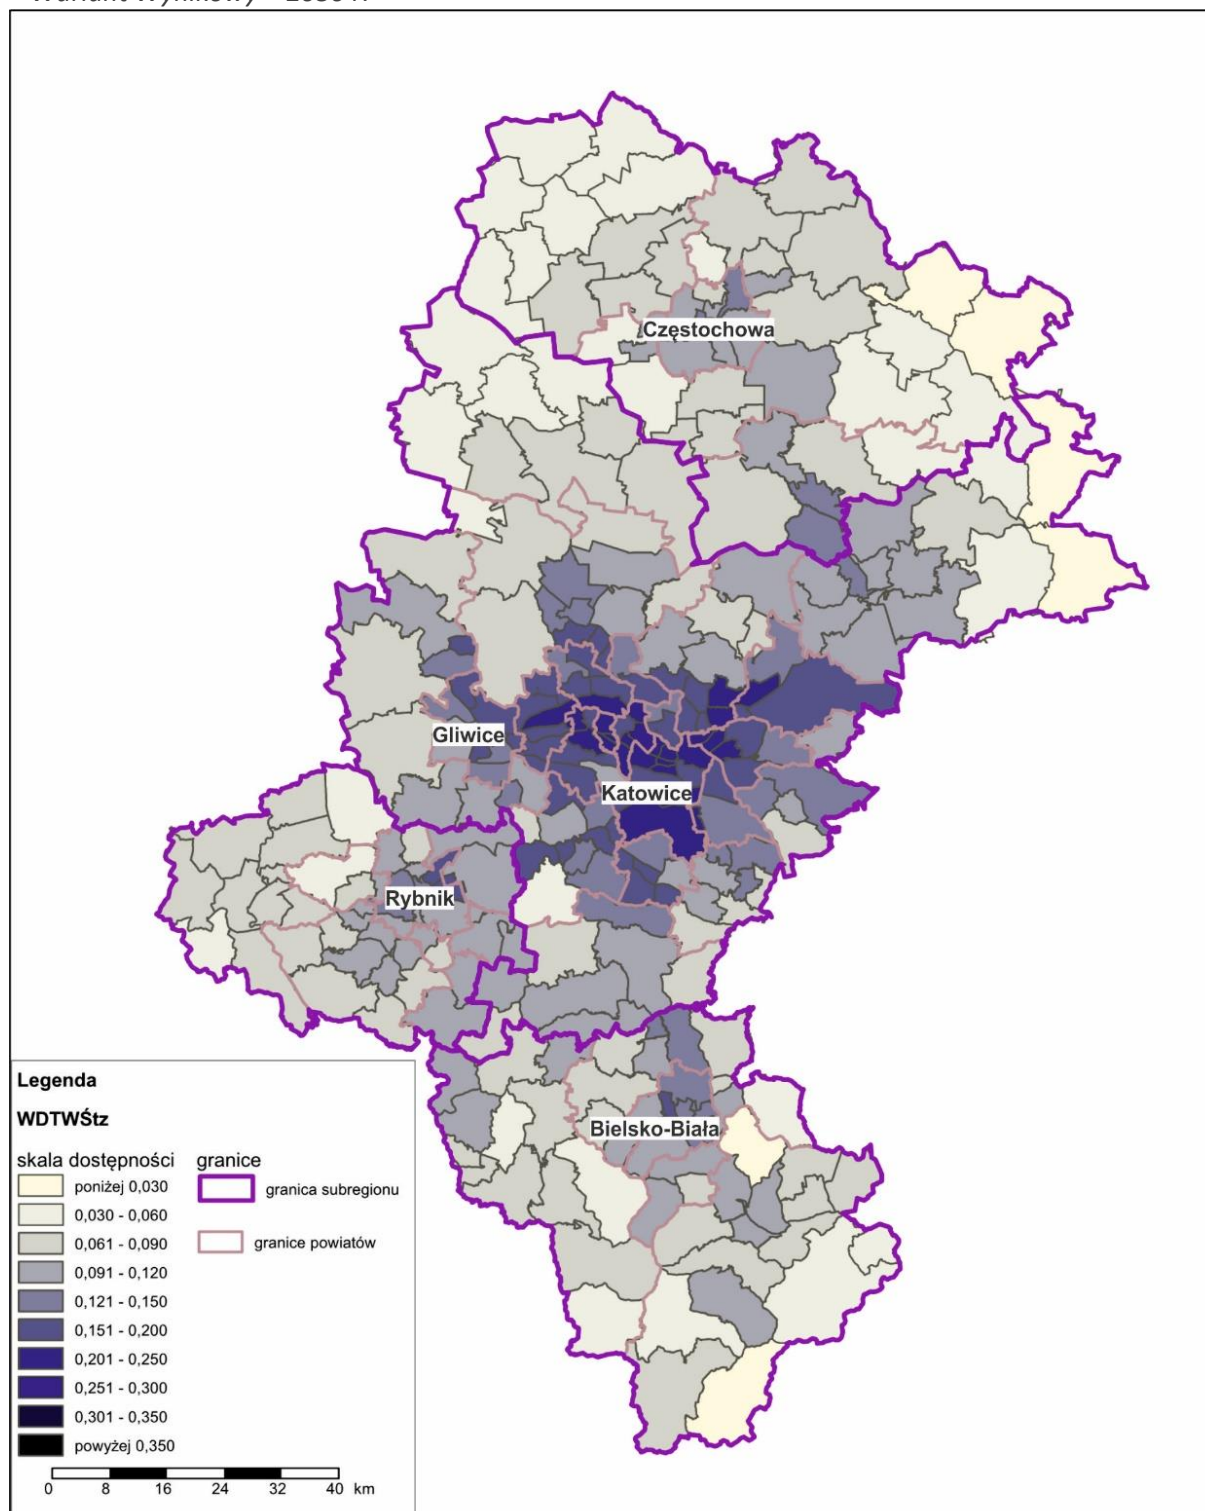 Częstochowa
Gliwice
Katowice
Rybnik
Bielsko-Biała
Legenda
WDTWŚtz
skala dostępności
poniżej 0,030
0,030 - 0,060
0,061 - 0,090
0,091 - 0,120
0,121 - 0,150
0,151 - 0,200
0,201 - 0,250
0,251 - 0,300
0,301 - 0,350
powyżej 0,350
granice
granica subregionu
granice powiatów
0 8 16 24 32 40 km